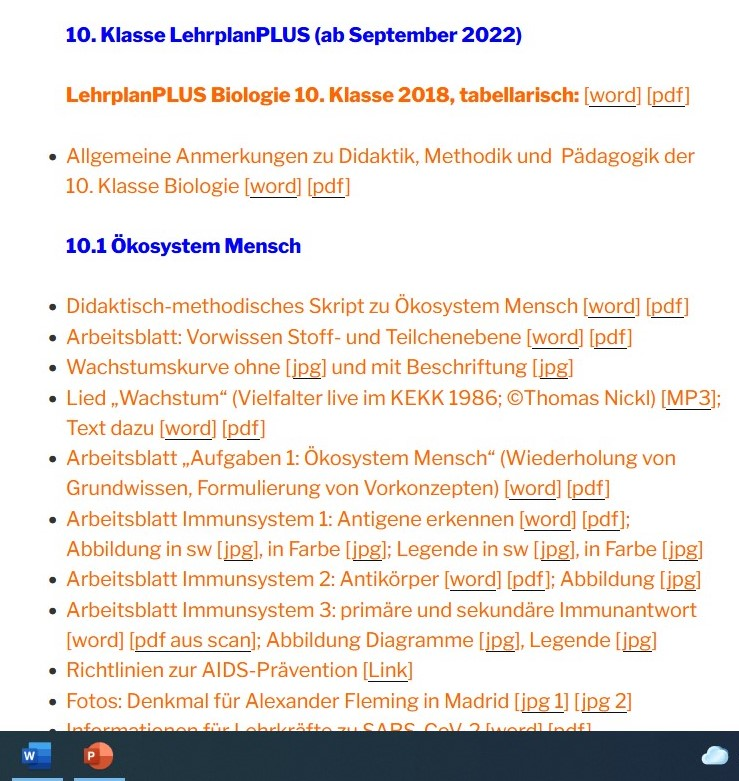 10. Klasse LehrplanPLUS (ab September 2022)
LehrplanPLUS Biologie 10. Klasse 2018, tabellarisch: [word] [pdf]
• Allgemeine Anmerkungen zu Didaktik, Methodik und  Pädagogik der
10. Klasse Biologie [word] [pdf]
10.1 Ökosystem Mensch
• Didaktisch-methodisches Skript zu Ökosystem Mensch [word] [pdf]
• Arbeitsblatt: Vorwissen Stoff- und Teilchenebene [word] [pdf]
• Wachstumskurve ohne [jpg] und mit Beschriftung [jpg]
• Lied „Wachstum“ (Vielfalter live im KEKK 1986; ©Thomas Nickl) [MP3];
Text dazu [word] [pdf]
• Arbeitsblatt „Aufgaben 1: Ökosystem Mensch“ (Wiederholung von
Grundwissen, Formulierung von Vorkonzepten) [word] [pdf]
• Arbeitsblatt Immunsystem 1: Antigene erkennen [word] [pdf];
Abbildung in sw [jpg], in Farbe [jpg]; Legende in sw [jpg], in Farbe [jpg]
• Arbeitsblatt Immunsystem 2: Antikörper [word] [pdf]; Abbildung [jpg]
• Arbeitsblatt Immunsystem 3: primäre und sekundäre Immunantwort
[word] [pdf aus scan]; Abbildung Diagramme [jpg], Legende [jpg]
• Richtlinien zur AIDS-Prävention [Link]
• Fotos: Denkmal für Alexander Fleming in Madrid [jpg 1] [jpg 2]
• Informationen für Lehrkräfte zu SARS-CoV-2 [word] [pdf]
W P